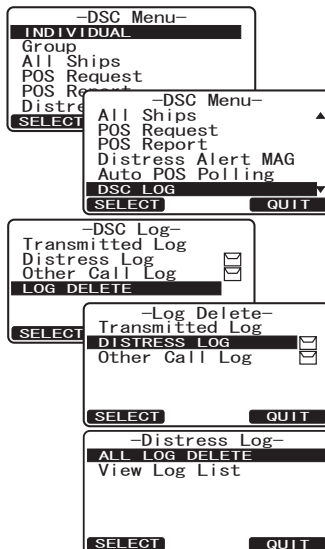 –DSC Menu–
INDIVIDUAL
Group
All Ships
POS Request
POS
Distre
SELECT
–DSC Menu–
All Ships
POS Request
POS Report
Distress Alert MAG
Auto POS Polling
DSC LOG
SELECT QUIT
–DSC Log–
Transmitted Log
Distress Log
Other Call Log
LOG DELETE
SELECT
–Log Delete–
Transmitted Log
DISTRESS LOG
Other Call Log
SELECT QUIT
–Distress Log–
ALL LOG DELETE
View Log List
SELECT QUIT